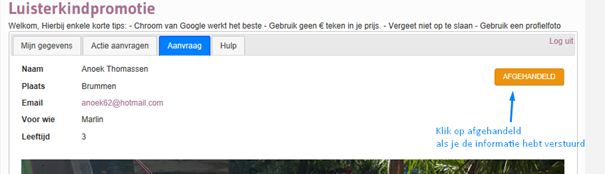 Luisterkindpromotie
Welkom, Hierbij enkele korte tips: - Chroom van Google werkt het beste - Gebruik geen € teken in je prijs. - Vergeet niet op te slaan - Gebruik een profielfoto
Mijn gegevens Actie aanvragen Aanvraag Hulp Log uit
Naam Anoek Thomassen AFGEHANDELD
Plaats Brummen
Email anoek62@hotmail.com
Voor wie Marlin
Leeftijd 3
Klik op afgehandeld
als je de informatie hebt verstuurd